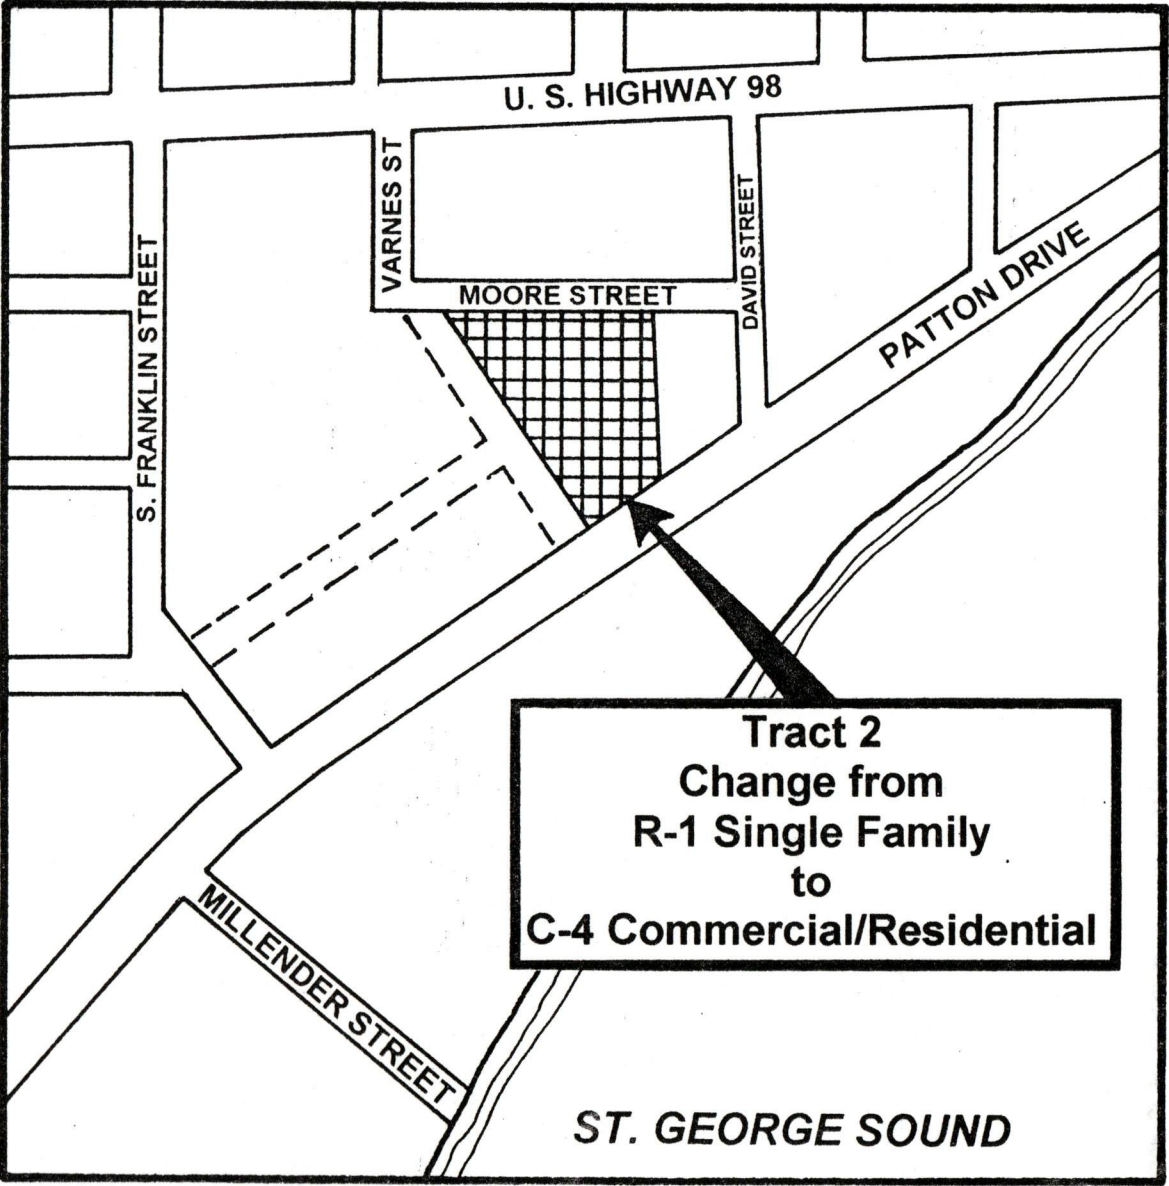 U. S. HIGHWAY 98
VARNES ST
DAVID STREET
MOORE STREET
S. FRANKLIN STREET
PATTON DRIVE
Tract 2
Change from
R-1 Single Family
to
C-4 Commercial/Residential
MILLENDER STREET
ST. GEORGE SOUND